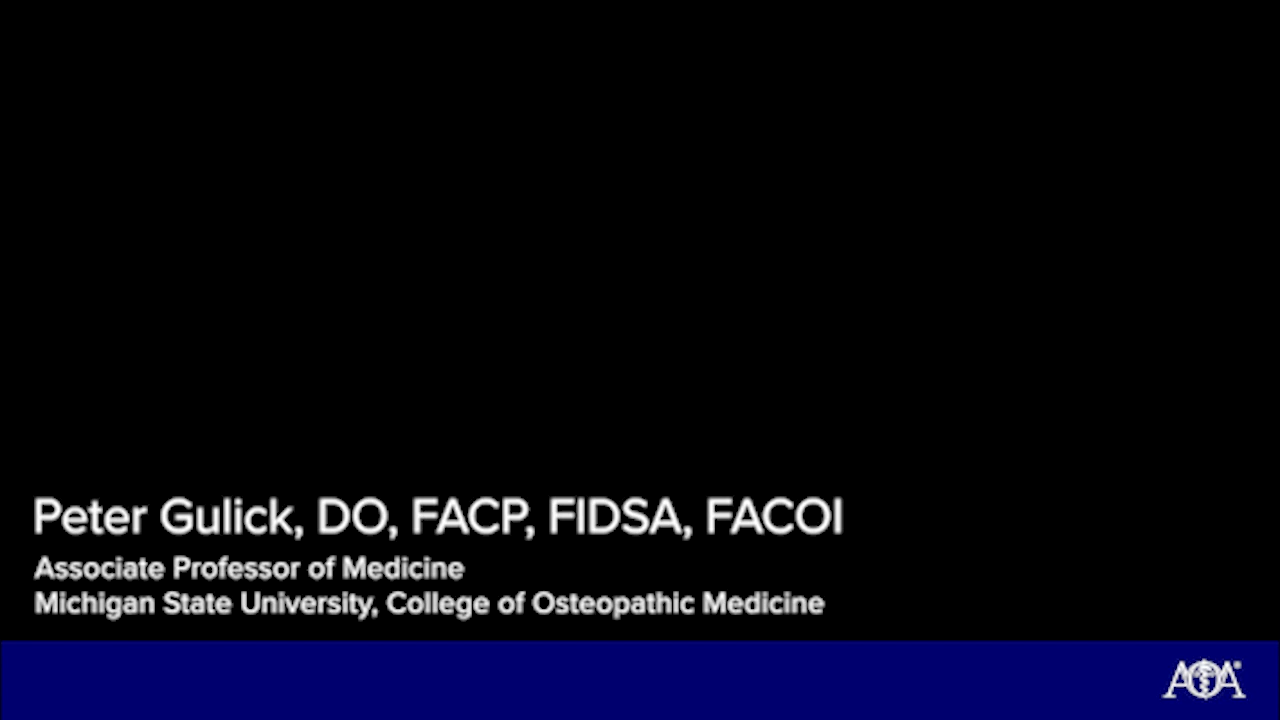 Peter Gulick, DO, FACP, FIDSA, FACOI
Associate Professor of Medicine
Michigan State University, College of Osteopathic Medicine
AOA®